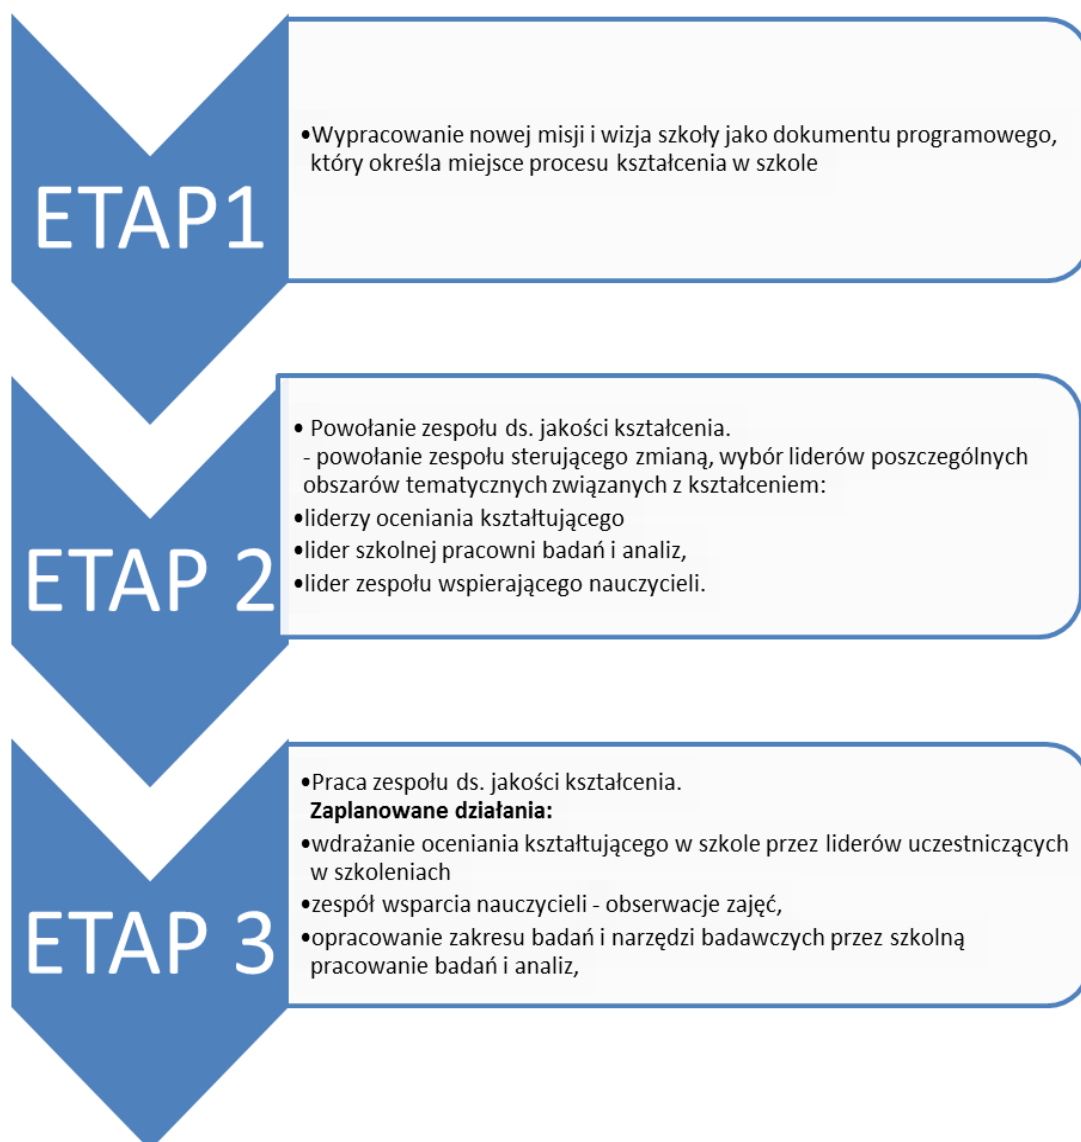 ETAP1
•Wypracowanie nowej misji i wizja szkoły jako dokumentu programowego,
który określa miejsce procesu kształcenia w szkole
ETAP 2
• Powołanie zespołu ds. jakości kształcenia.
- powołanie zespołu sterującego zmianą, wybór liderów poszczególnych
obszarów tematycznych związanych z kształceniem:
•liderzy oceniania kształtującego
•lider szkolnej pracowni badań i analiz,
•lider zespołu wspierającego nauczycieli.
ETAP 3
•Praca zespołu ds. jakości kształcenia.
Zaplanowane działania:
•wdrażanie oceniania kształtującego w szkole przez liderów uczestniczących
w szkoleniach
•zespół wsparcia nauczycieli - obserwacje zajęć,
•opracowanie zakresu badań i narzędzi badawczych przez szkolną
pracowanie badań i analiz,